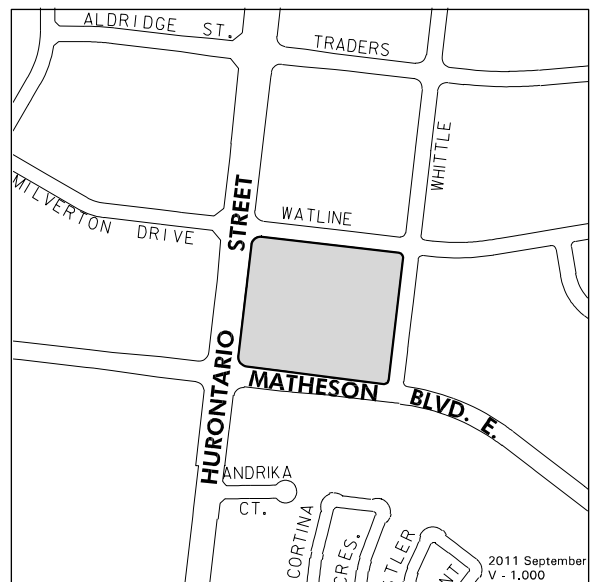 ALDRIDGE ST.
TRADERS
WHITTLE
MILVERTON DRIVE
WATLINE
HURONTARIO STREET
MATHESON BLVD. E.
ANDRIKA
CT.
CORTINA
CRES.
2011 September
V - 1.000